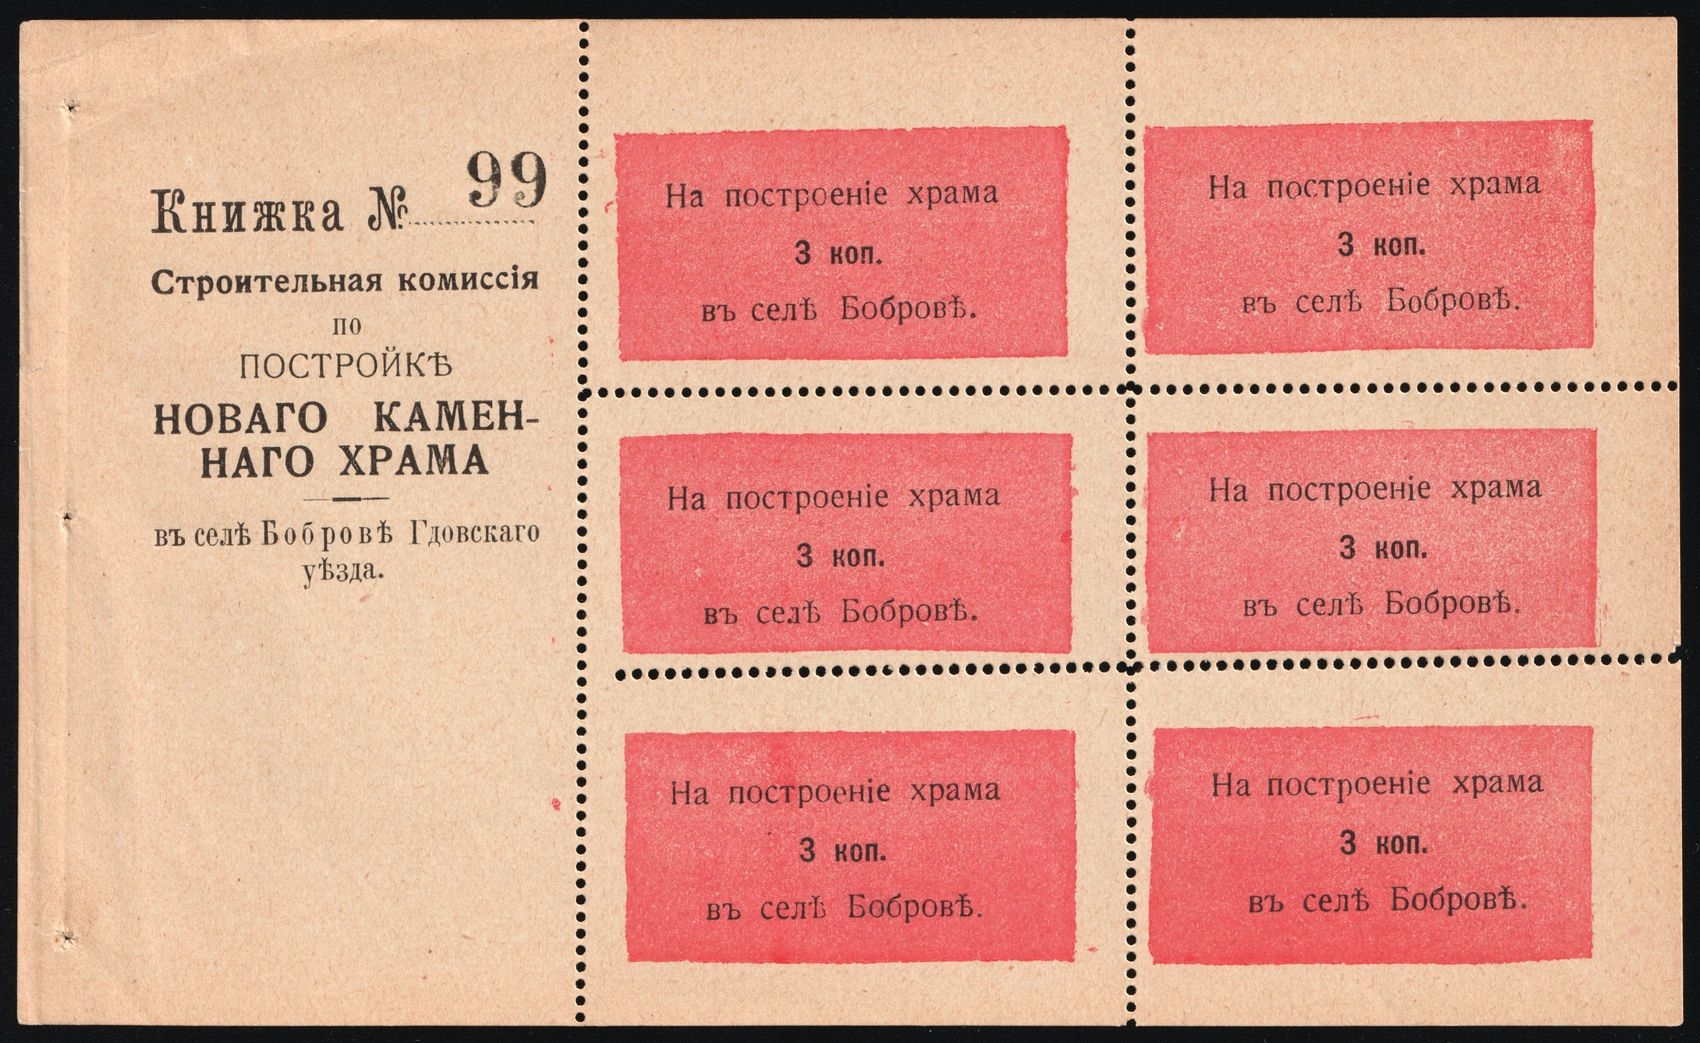 Книжка № 99
Строительная комиссія
по
ПОСТРОЙКѢ
НОВАГО КАМЕН-
НАГО ХРАМА
въ селѣ Бобровѣ Гдовскаго
уѣзда.
На построеніе храма
3 коп.
въ селѣ Бобровѣ.
На построеніе храма
3 коп.
въ селѣ Бобровѣ.
На построеніе храма
3 коп.
въ селѣ Бобровѣ.
На построеніе храма
3 коп.
въ селѣ Бобровѣ.
На построеніе храма
3 коп.
въ селѣ Бобровѣ.
На построеніе храма
3 коп.
въ селѣ Бобровѣ.